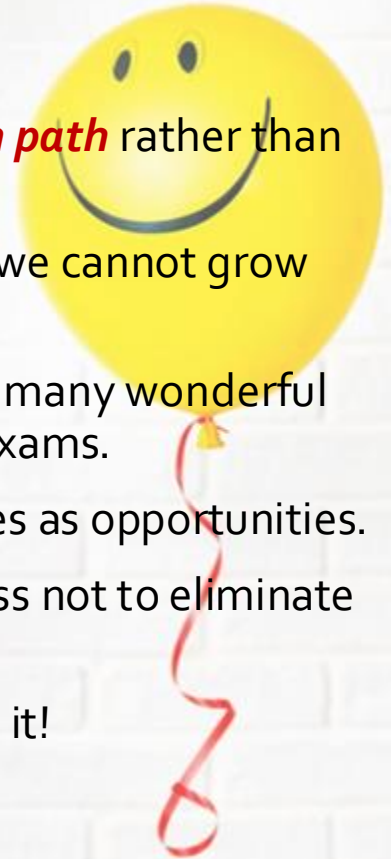 path rather than
we cannot grow
many wonderful
xams.
es as opportunities.
ss not to eliminate
it!